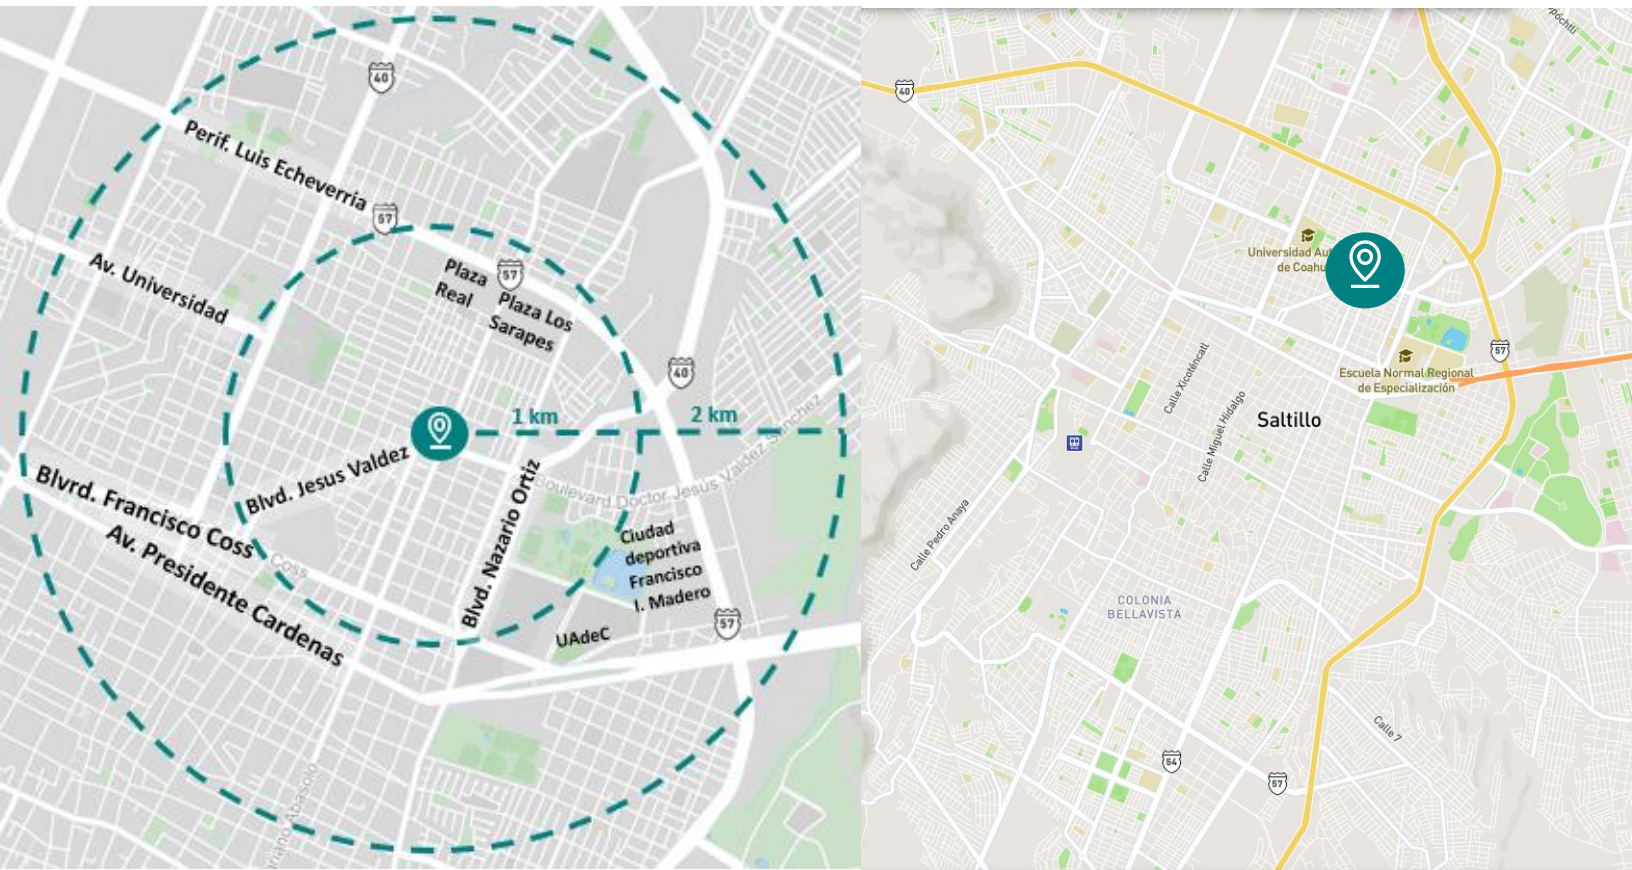 40
Perif. Luis Echeverria
57
Av. Universidad
Plaza
Real
57
Plaza Los
Sarapes
40
1 km
2 km
Blvd. Jesus Valdez
Boulevard Doctor Jesús Valdez Sánchez
Blvrd. Francisco Coss
Coss
Av. Presidente Cardenas
Blvd. Nazario Ortiz
Ciudad
deportiva
Francisco
I. Madero
UAdeC
57
40
Universidad Au
de Coahu
57
Escuela Normal Regional
de Especialización
Calle Xicoténcatl
Calle Miguel Hidalgo
Saltillo
Calle Pedro Anaya
COLONIA
BELLAVISTA
Calle 7
54
57